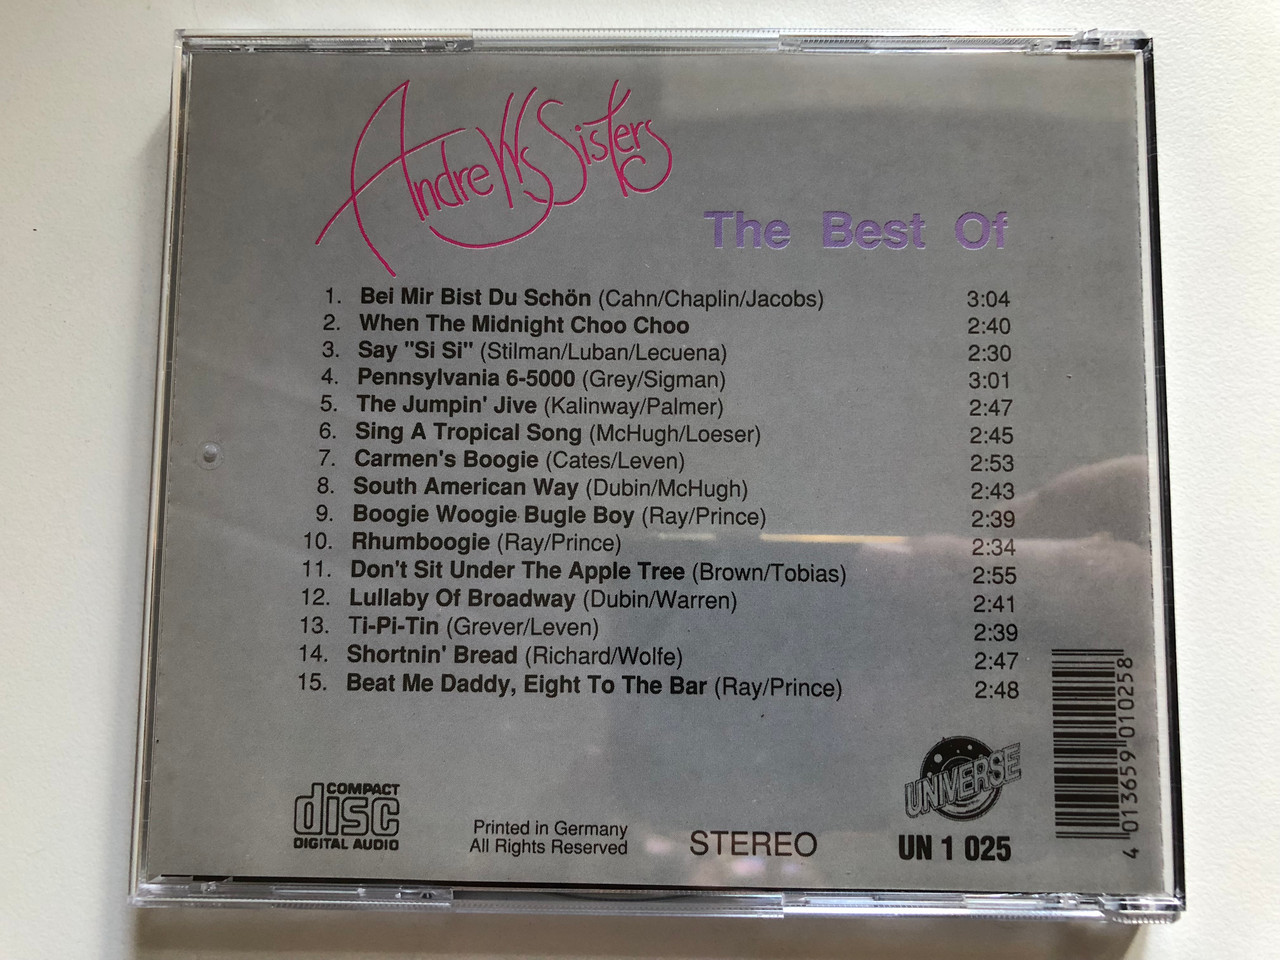 Andrews Sisters
The Best Of
1. Bei Mir Bist Du Schön (Cahn/Chaplin/Jacobs) 3:04
2. When The Midnight Choo Choo 2:40
3. Say "Si Si" (Stilman/Luban/Lecuena) 2:30
4. Pennsylvania 6-5000 (Grey/Sigman) 3:01
5. The Jumpin' Jive (Kalinway/Palmer) 2:47
6. Sing A Tropical Song (McHugh/Loeser) 2:45
7. Carmen's Boogie (Cates/Leven) 2:53
8. South American Way (Dubin/McHugh) 2:43
9. Boogie Woogie Bugle Boy (Ray/Prince) 2:39
10. Rhumboogie (Ray/Prince) 2:34
11. Don't Sit Under The Apple Tree (Brown/Tobias) 2:55
12. Lullaby Of Broadway (Dubin/Warren) 2:41
13. Ti-Pi-Tin (Grever/Leven) 2:39
14. Shortnin' Bread (Richard/Wolfe) 2:47
15. Beat Me Daddy, Eight To The Bar (Ray/Prince) 2:48
COMPACT
disc
DIGITAL AUDIO
Printed in Germany
All Rights Reserved
STEREO
UNIVERSE
UN 1 025
4 013659 010258